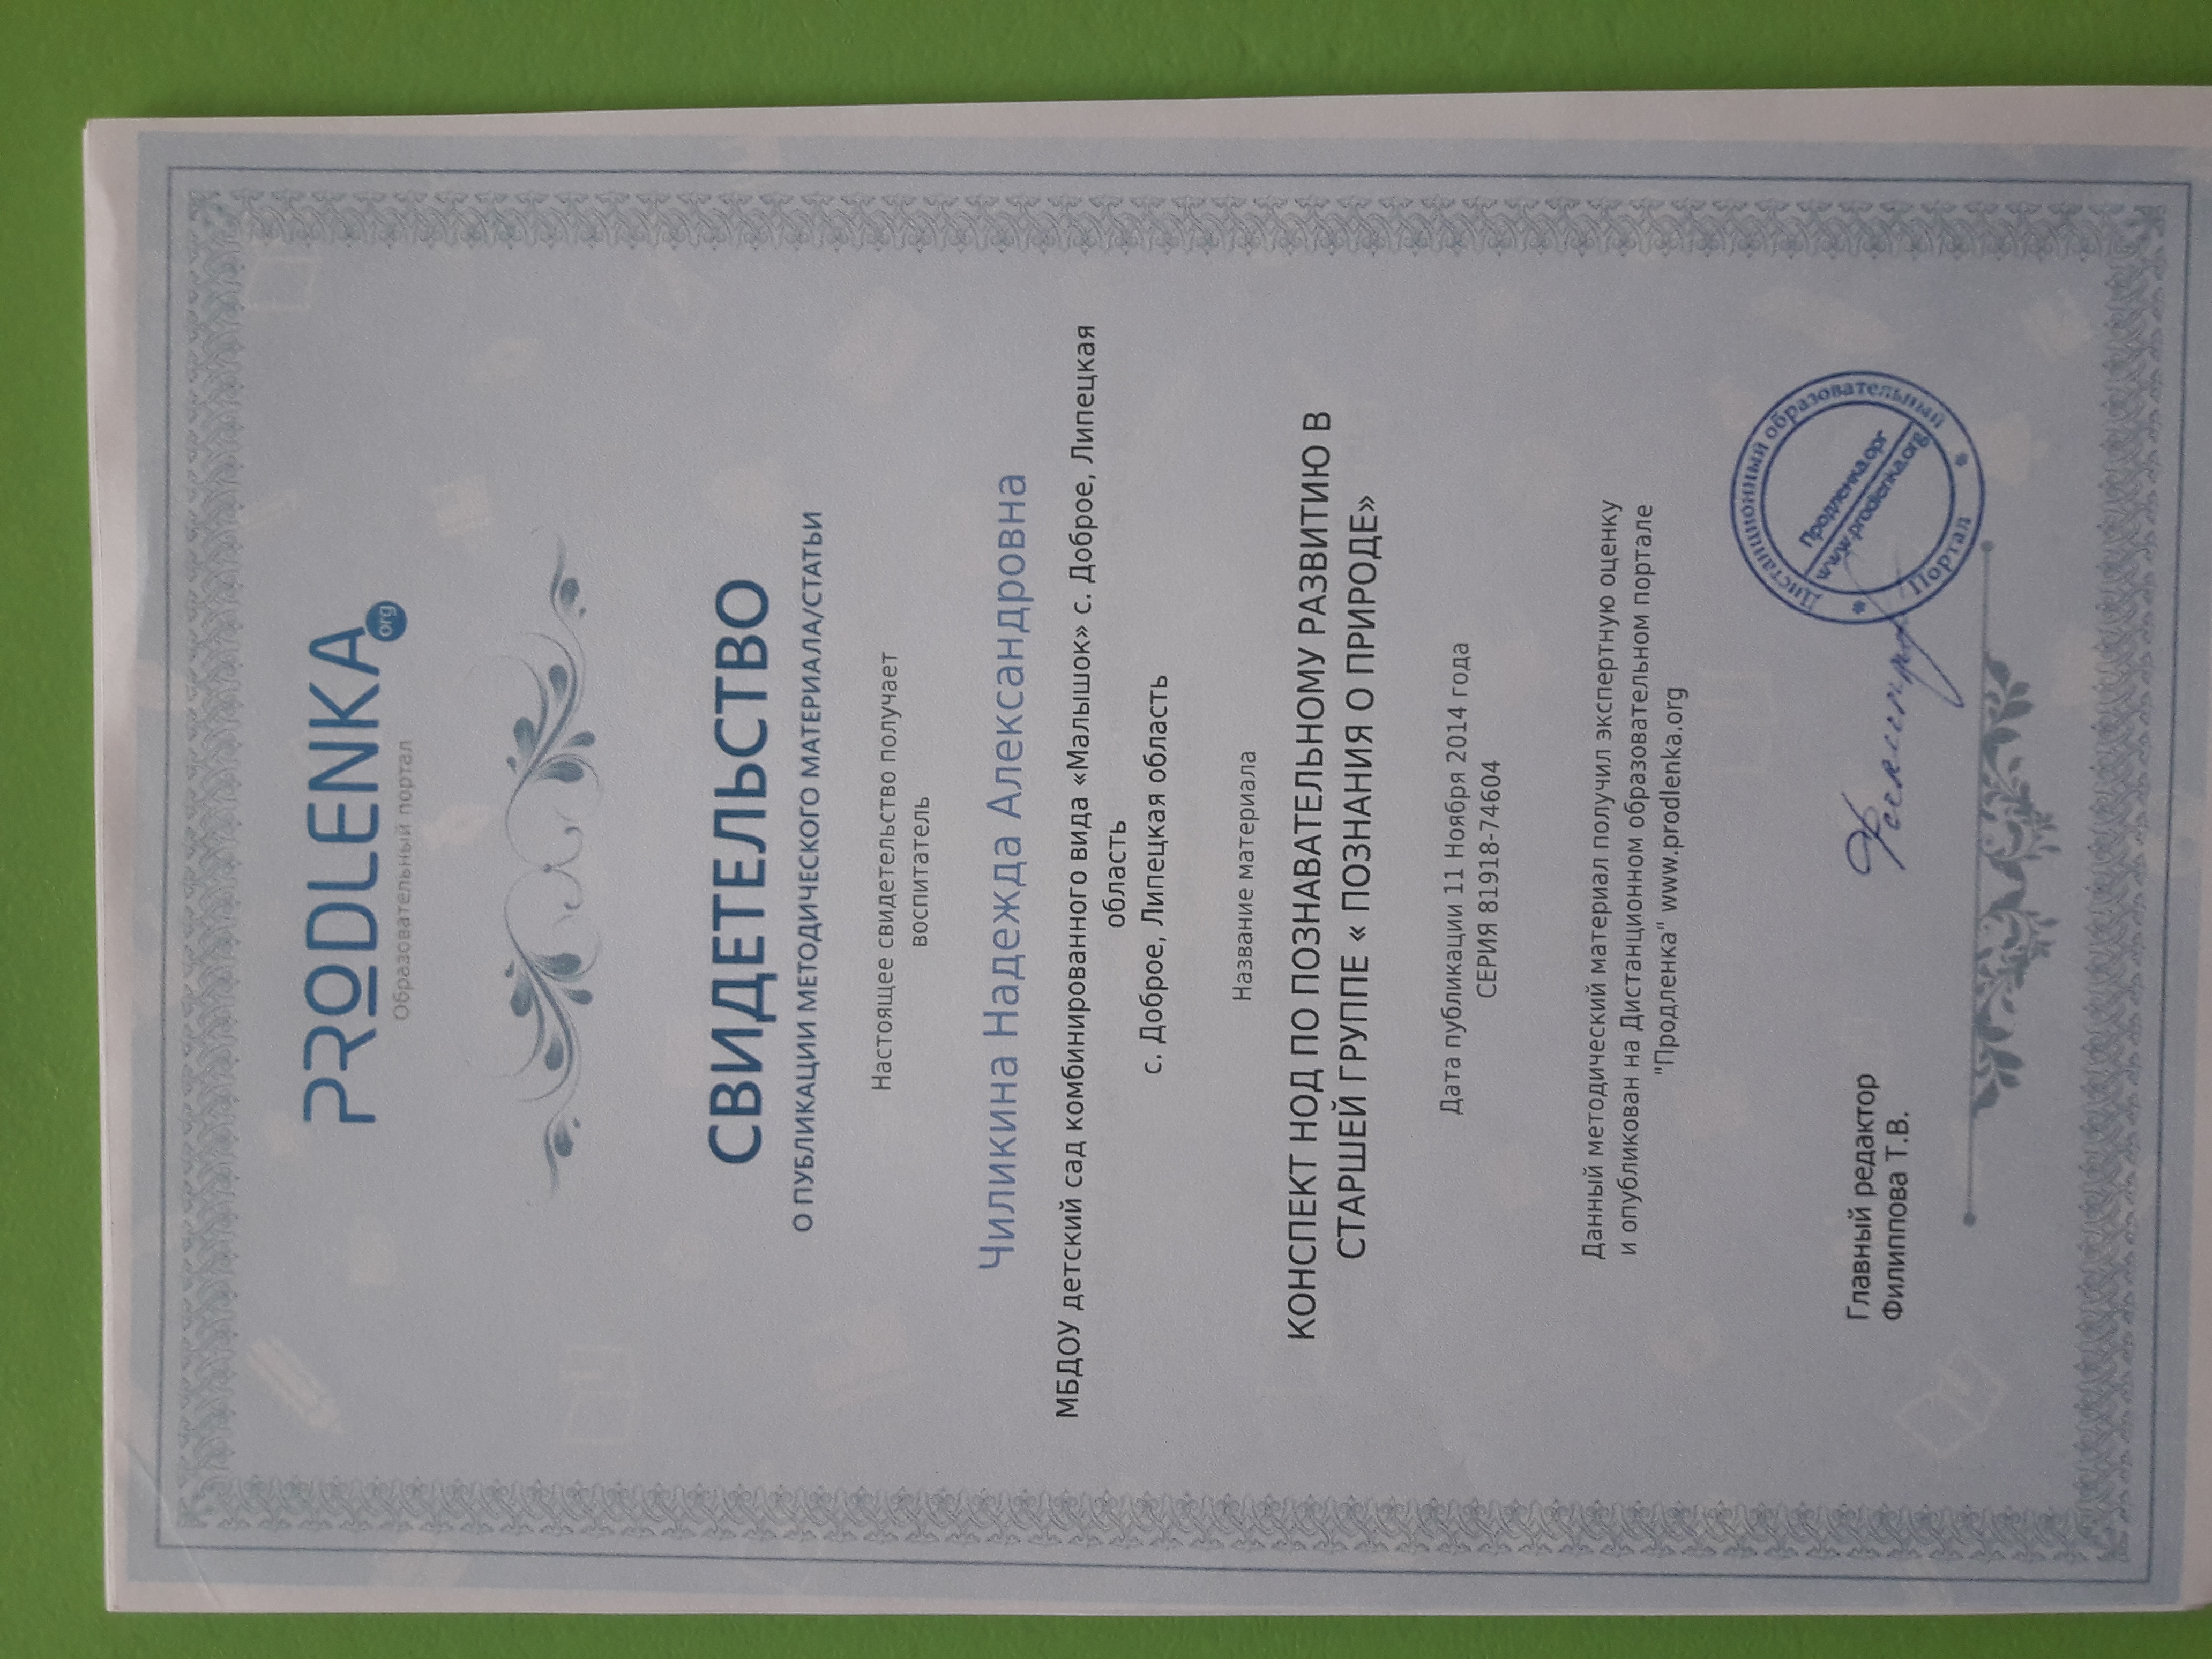 PRODLENKA
org
Образовательный портал
СВИДЕТЕЛЬСТВО
О ПУБЛИКАЦИИ МЕТОДИЧЕСКОГО МАТЕРИАЛА/СТАТЬИ
Настоящее свидетельство получает
воспитатель
Чиликина Надежда Александровна
МБДОУ детский сад комбинированного вида «Малышок» с. Доброе, Липецкая
область
с. Доброе, Липецкая область
Название материала
КОНСПЕКТ НОД ПО ПОЗНАВАТЕЛЬНОМУ РАЗВИТИЮ В
СТАРШЕЙ ГРУППЕ « ПОЗНАНИЯ О ПРИРОДЕ»
Дата публикации 11 Ноября 2014 года
СЕРИЯ 81918-74604
Данный методический материал получил экспертную оценку
и опубликован на Дистанционном образовательном портале
"Продленка" www.prodlenka.org
Главный редактор
Филиппова Т.В.
Дистанционный образовательный
Продленка.орг
www.prodlenka.org
Портал